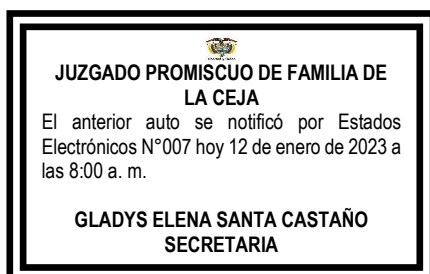 JUZGADO PROMISCUO DE FAMILIA DE
LA CEJA
El anterior auto se notificó por Estados
Electrónicos N°007 hoy 12 de enero de 2023 a
las 8:00 a. m.
GLADYS ELENA SANTA CASTAÑO
SECRETARIA